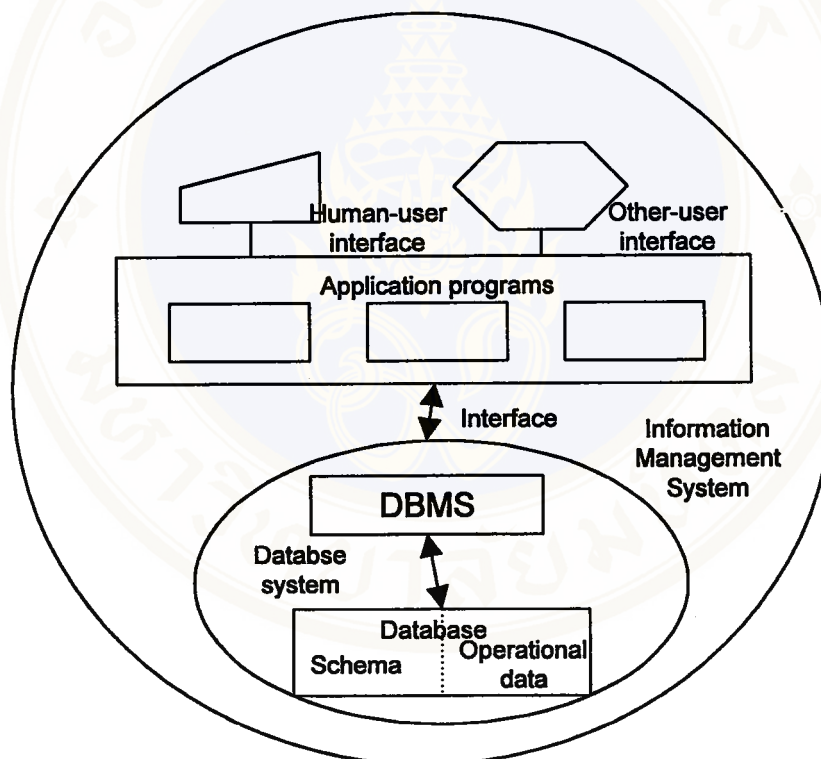 Human-user
interface
Other-user
interface
Application programs
Interface
Information
Management
System
DBMS
Databse
system
Database
Schema
Operational
data